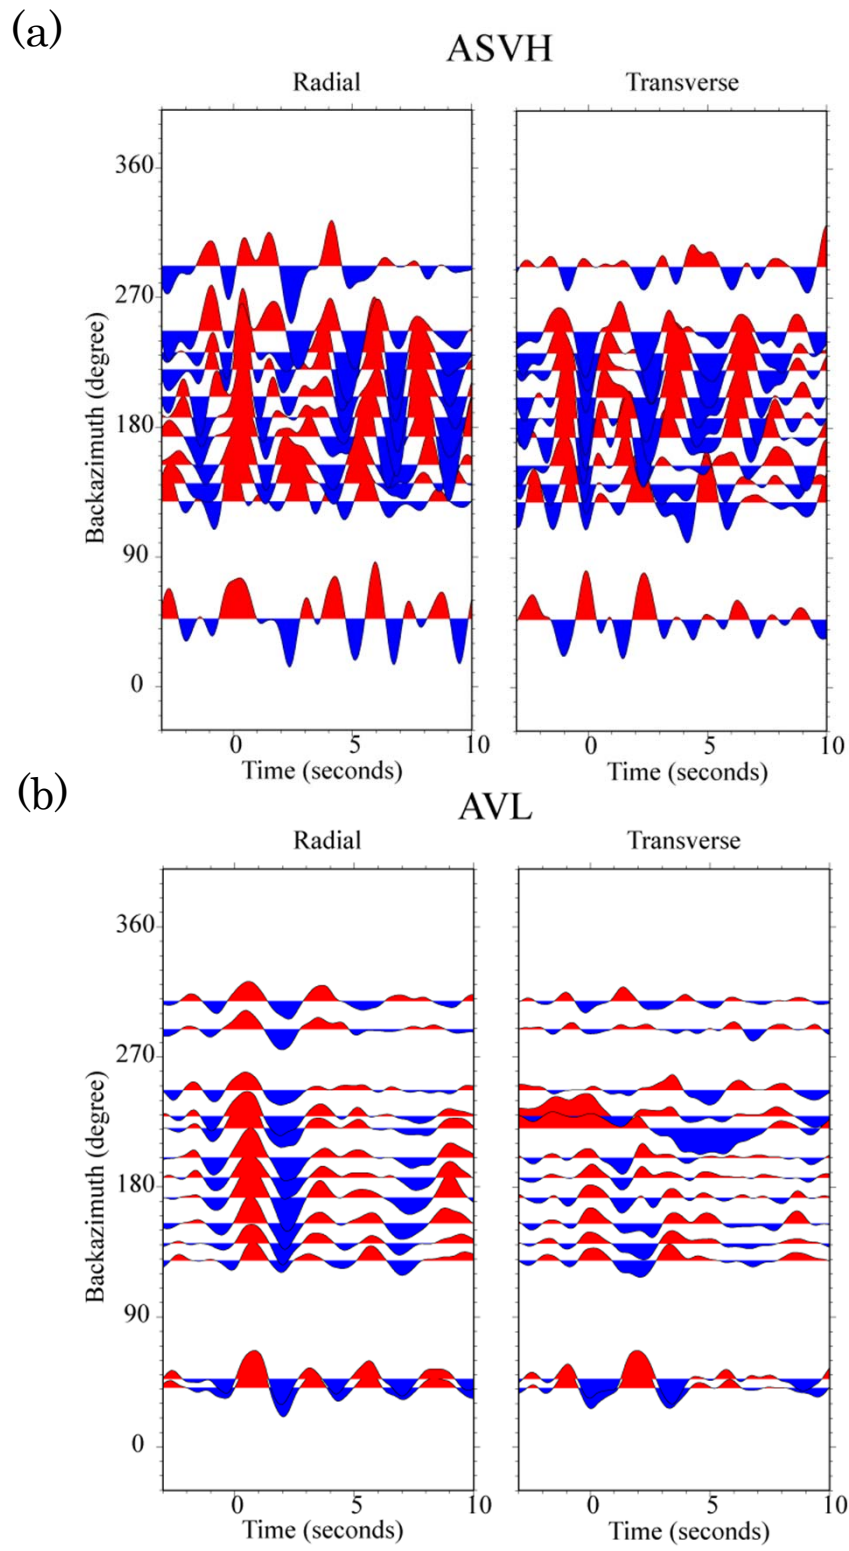 (a)
ASVH
Radial Transverse
360
270
180
90
0
Backazimuth (degree)
0 5 10 0 5 10
Time (seconds) Time (seconds)
(b)
AVL
Radial Transverse
360
270
180
90
0
Backazimuth (degree)
0 5 10 0 5 10
Time (seconds) Time (seconds)